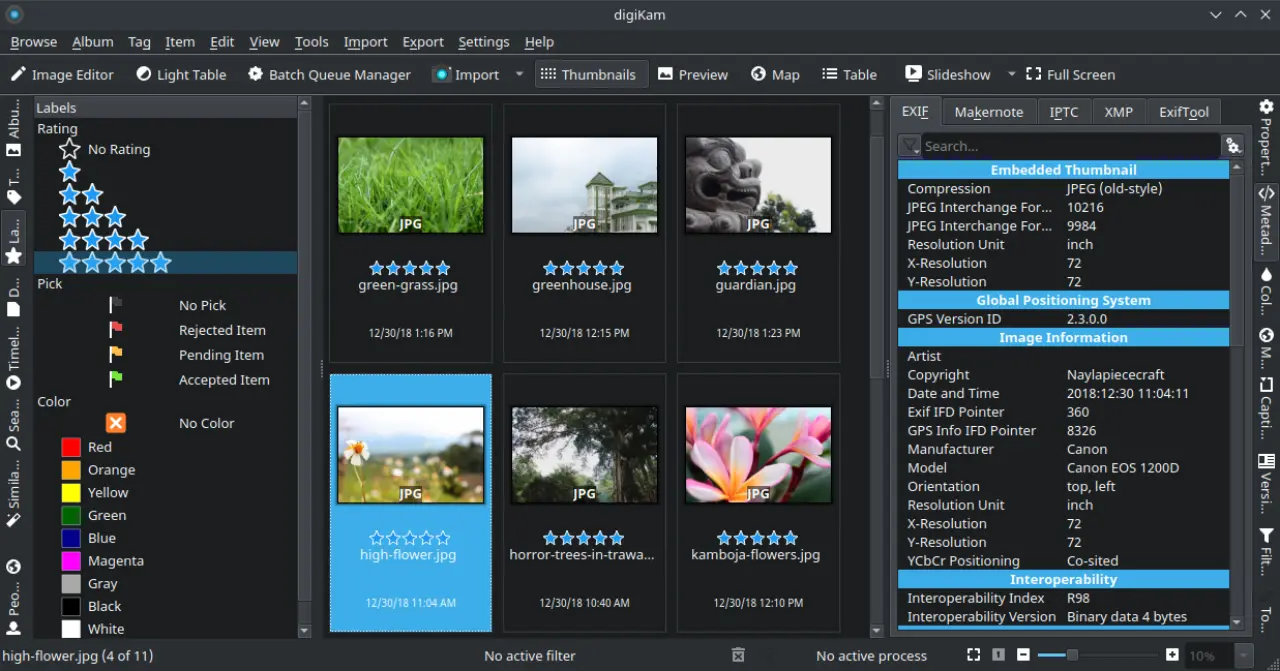 digiKam
Browse Album Tag Item Edit View Tools Import Export Settings Help
Image Editor Light Table Batch Queue Manager Import Thumbnails Preview Map Table Slideshow Full Screen
Albu...
T...
La...
D...
Timel...
Sea...
Simila...
Peo...
Labels
Rating
No Rating
Pick
No Pick
Rejected Item
Pending Item
Accepted Item
Color
No Color
Red
Orange
Yellow
Green
Blue
Magenta
Gray
Black
White
JPG JPG JPG
green-grass.jpg greenhouse.jpg guardian.jpg
12/30/18 1:16 PM 12/30/18 12:15 PM 12/30/18 1:23 PM
JPG JPG JPG
high-flower.jpg horror-trees-in-trawa... kamboja-flowers.jpg
12/30/18 11:04 AM 12/30/18 10:40 AM 12/30/18 12:10 PM
EXIF Makernote IPTC XMP ExifTool
Search...
Embedded Thumbnail
Compression JPEG (old-style)
JPEG Interchange For... 10216
JPEG Interchange For... 9984
Resolution Unit inch
X-Resolution 72
Y-Resolution 72
Global Positioning System
GPS Version ID 2.3.0.0
Image Information
Artist
Copyright Naylapiececraft
Date and Time 2018:12:30 11:04:11
Exif IFD Pointer 360
GPS Info IFD Pointer 8326
Manufacturer Canon
Model Canon EOS 1200D
Orientation top, left
Resolution Unit inch
X-Resolution 72
Y-Resolution 72
YCbCr Positioning Co-sited
Interoperability
Interoperability Index R98
Interoperability Version Binary data 4 bytes
Propert...
Metad...
Col...
M...
Capti...
Versi...
Filt...
To...
high-flower.jpg (4 of 11) No active filter No active process 1 10%